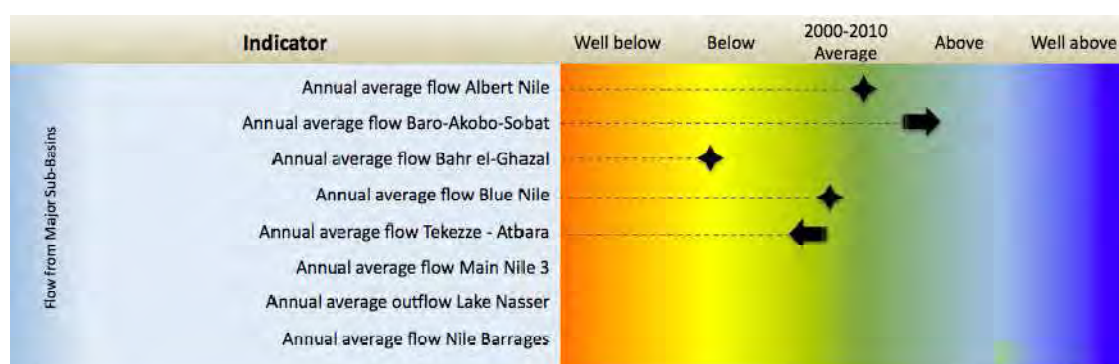 Indicator
Well below
Below
2000-2010
Average
Above
Well above
Flow from Major Sub-Basins
Annual average flow Albert Nile
Annual average flow Baro-Akobo-Sobat
Annual average flow Bahr el-Ghazal
Annual average flow Blue Nile
Annual average flow Tekezze - Atbara
Annual average flow Main Nile 3
Annual average outflow Lake Nasser
Annual average flow Nile Barrages